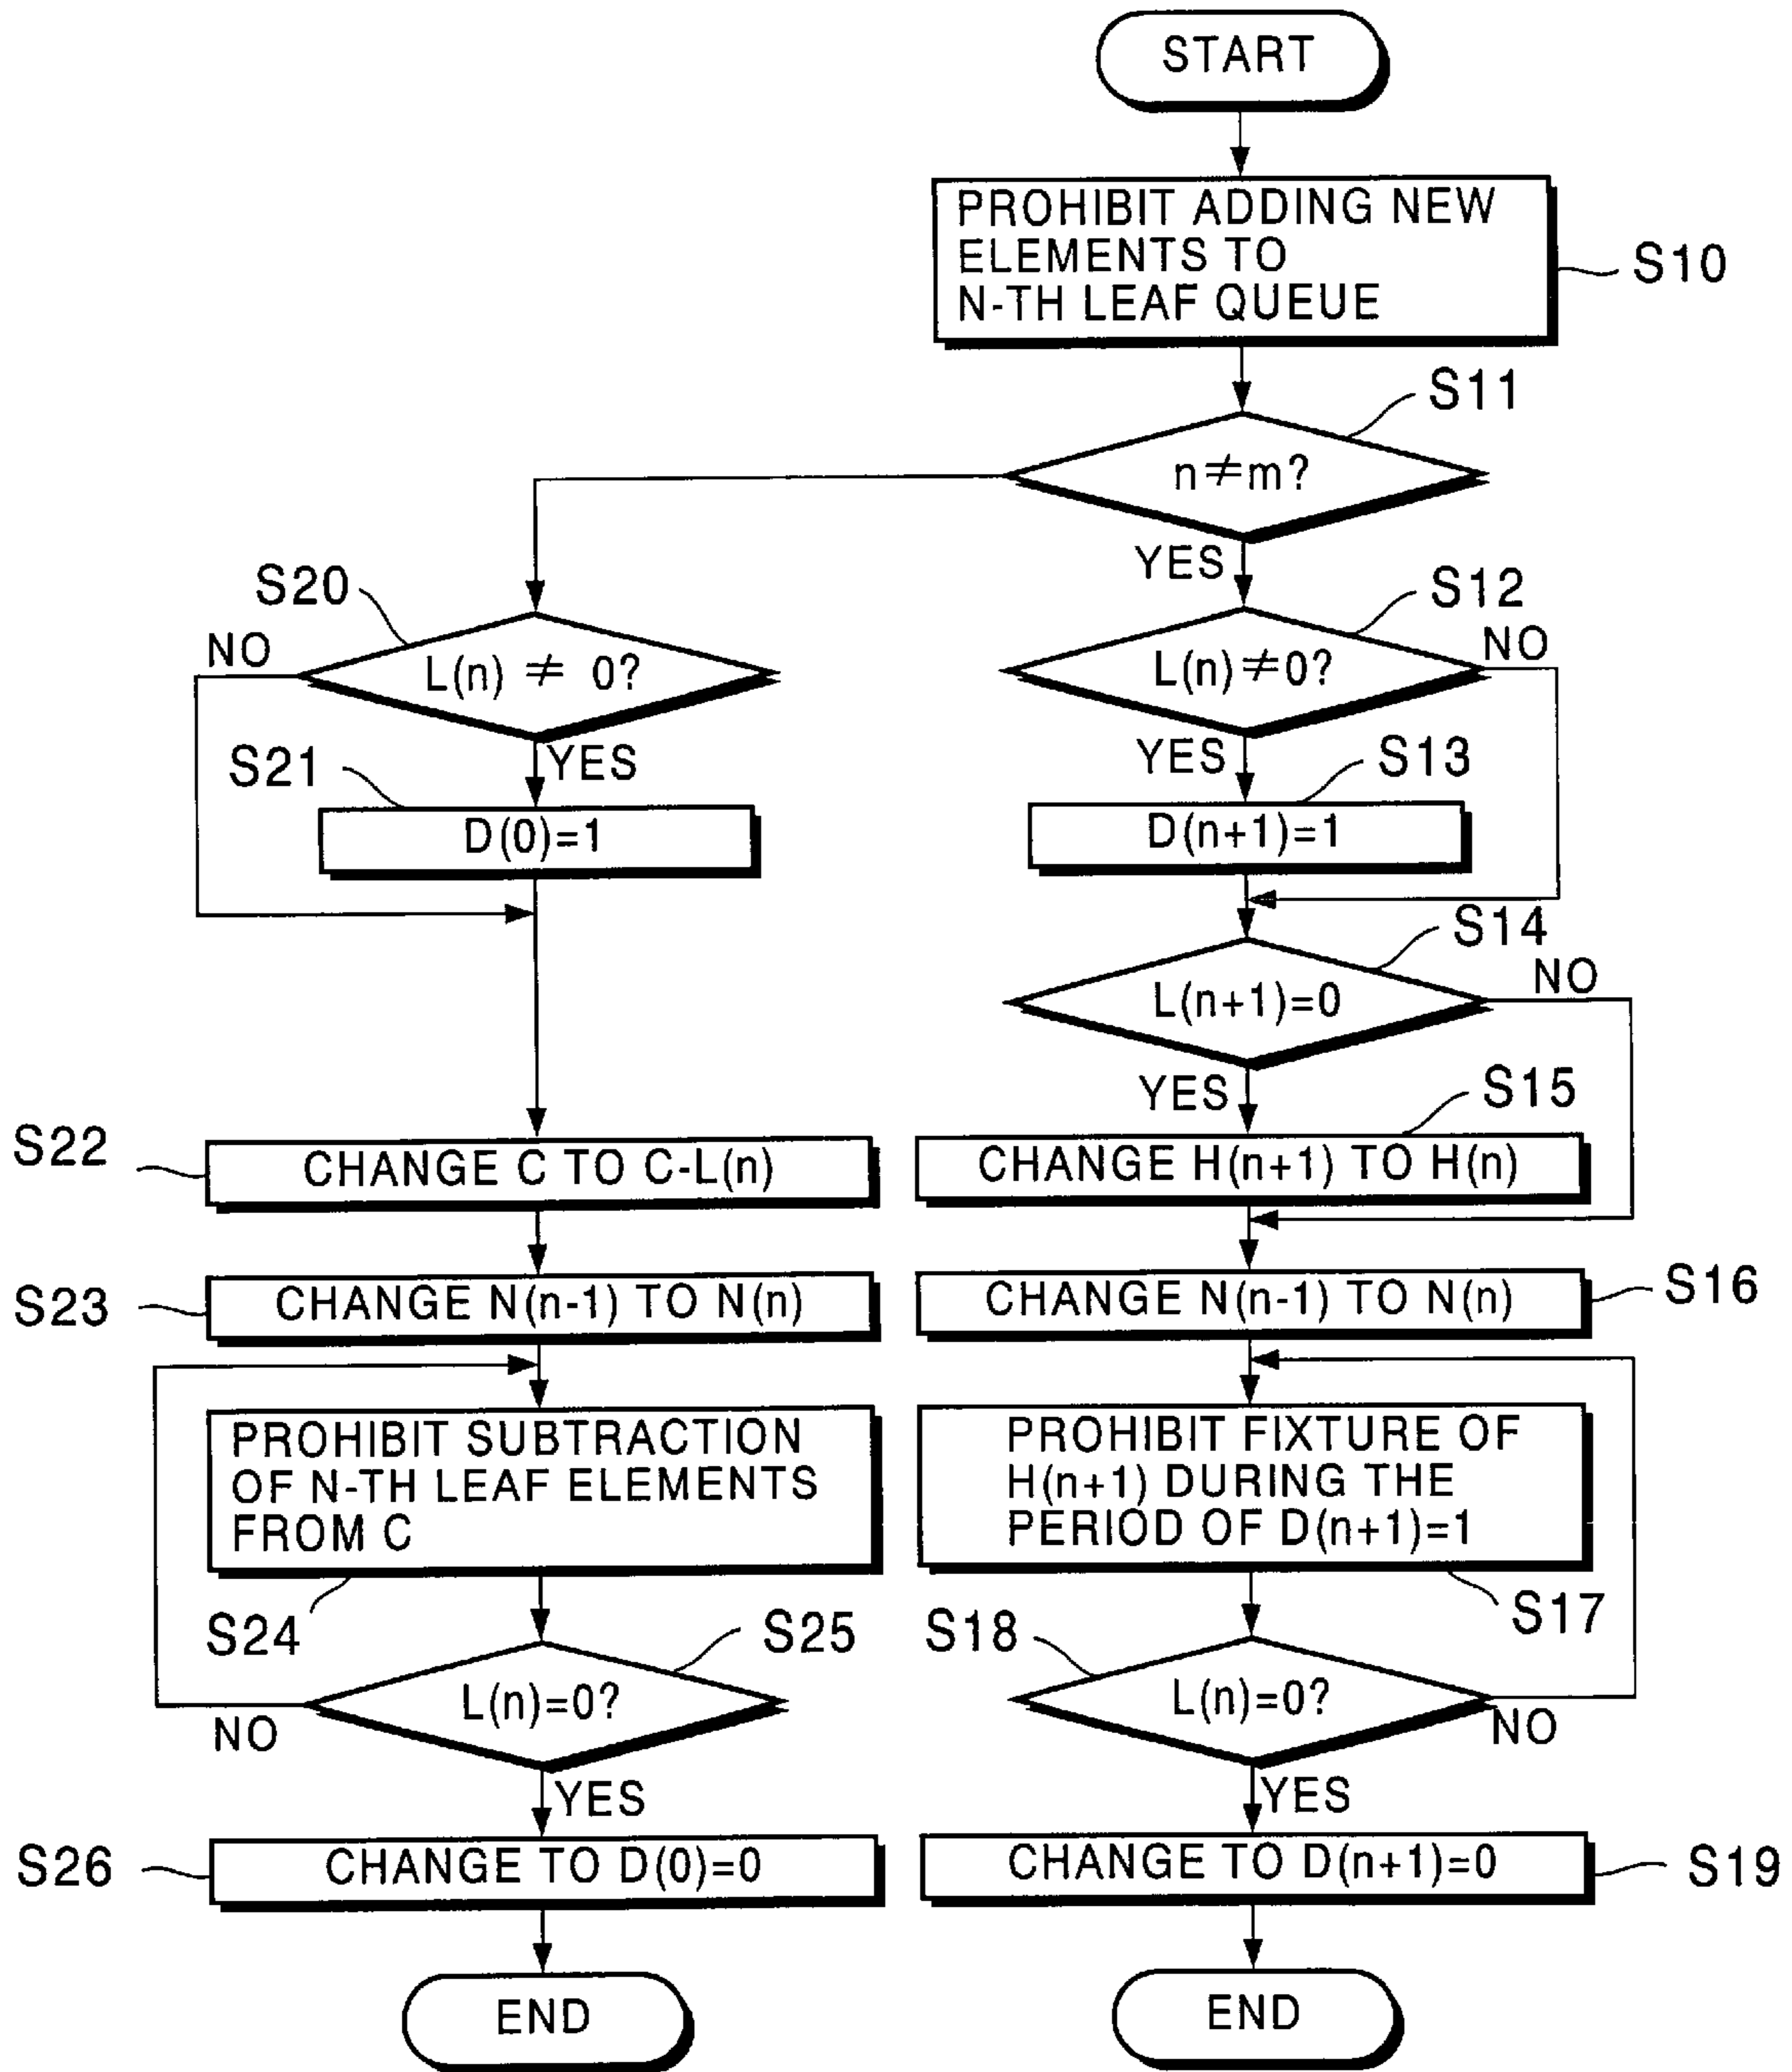 START
PROHIBIT ADDING NEW
ELEMENTS TO
N-TH LEAF QUEUE
S10
S11
n≠m?
YES
S20
NO
L(n) ≠ 0?
S12
NO
L(n)≠0?
YES
S21
D(0)=1
YES
S13
D(n+1)=1
S14
NO
L(n+1)=0
YES
S15
S22
CHANGE C TO C-L(n)
CHANGE H(n+1) TO H(n)
S23
CHANGE N(n-1) TO N(n)
CHANGE N(n-1) TO N(n)
S16
PROHIBIT SUBTRACTION
OF N-TH LEAF ELEMENTS
FROM C
PROHIBIT FIXTURE OF
H(n+1) DURING THE
PERIOD OF D(n+1)=1
S24
S25
S18
S17
L(n)=0?
NO
L(n)=0?
NO
YES
YES
S26
CHANGE TO D(0)=0
CHANGE TO D(n+1)=0
S19
END
END